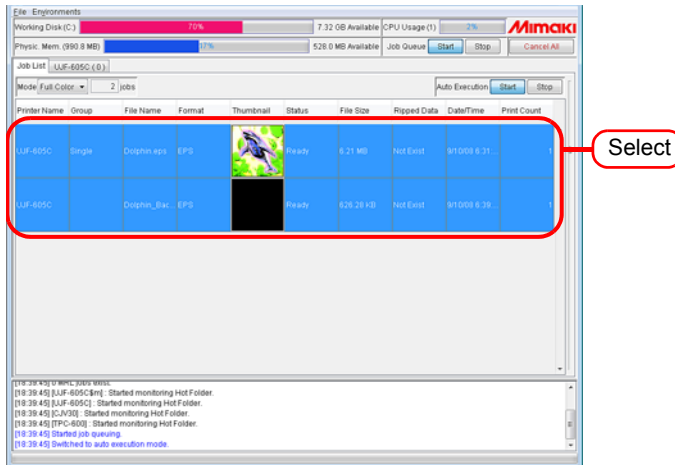 File Environments
Working Disk (C:) 70% 7.32 GB Available CPU Usage (1) 2% Mimaki
Physic. Mem. (990.8 MB) 17% 528.0 MB Available Job Queue Start Stop Cancel All
Job List UJF-605C ( 0 )
Mode Full Color 2 jobs Auto Execution Start Stop
Printer Name Group File Name Format Thumbnail Status File Size Ripped Data Date/Time Print Count
UJF-605C Single Dolphin.eps EPS Ready 6.21 MB Not Exist 9/10/08 6:31 ... 1
Select
UJF-605C Dolphin_Bac... EPS Ready 626.28 kB Not Exist 9/10/08 6:39 ... 1
[18:39:45] 0 MRL jobs exist.
[18:39:45] [UJF-605C$m] : Started monitoring Hot Folder.
[18:39:45] [UJF-605C] : Started monitoring Hot Folder.
[18:39:45] [CJV30] : Started monitoring Hot Folder.
[18:39:45] [TPC-600] : Started monitoring Hot Folder.
[18:39:45] Started job queuing.
[18:39:45] Switched to auto execution mode.